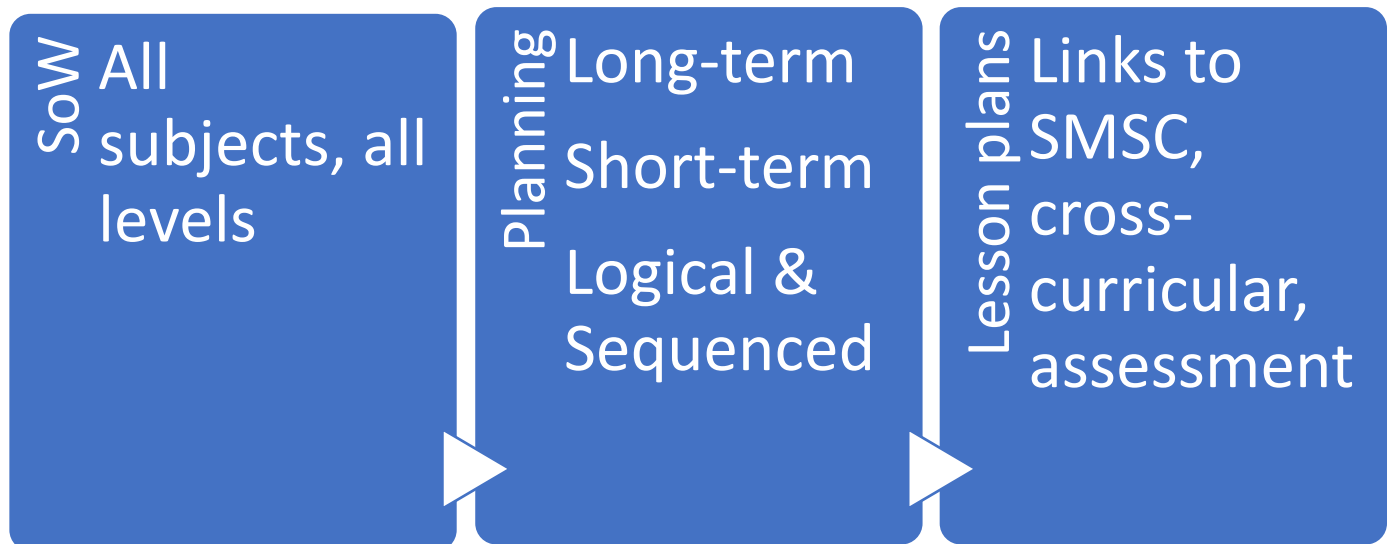 SoW
All
subjects, all
levels
Planning
Long-term
Short-term
Logical &
Sequenced
Lesson plans
Links to
SMSC,
cross-
curricular,
assessment